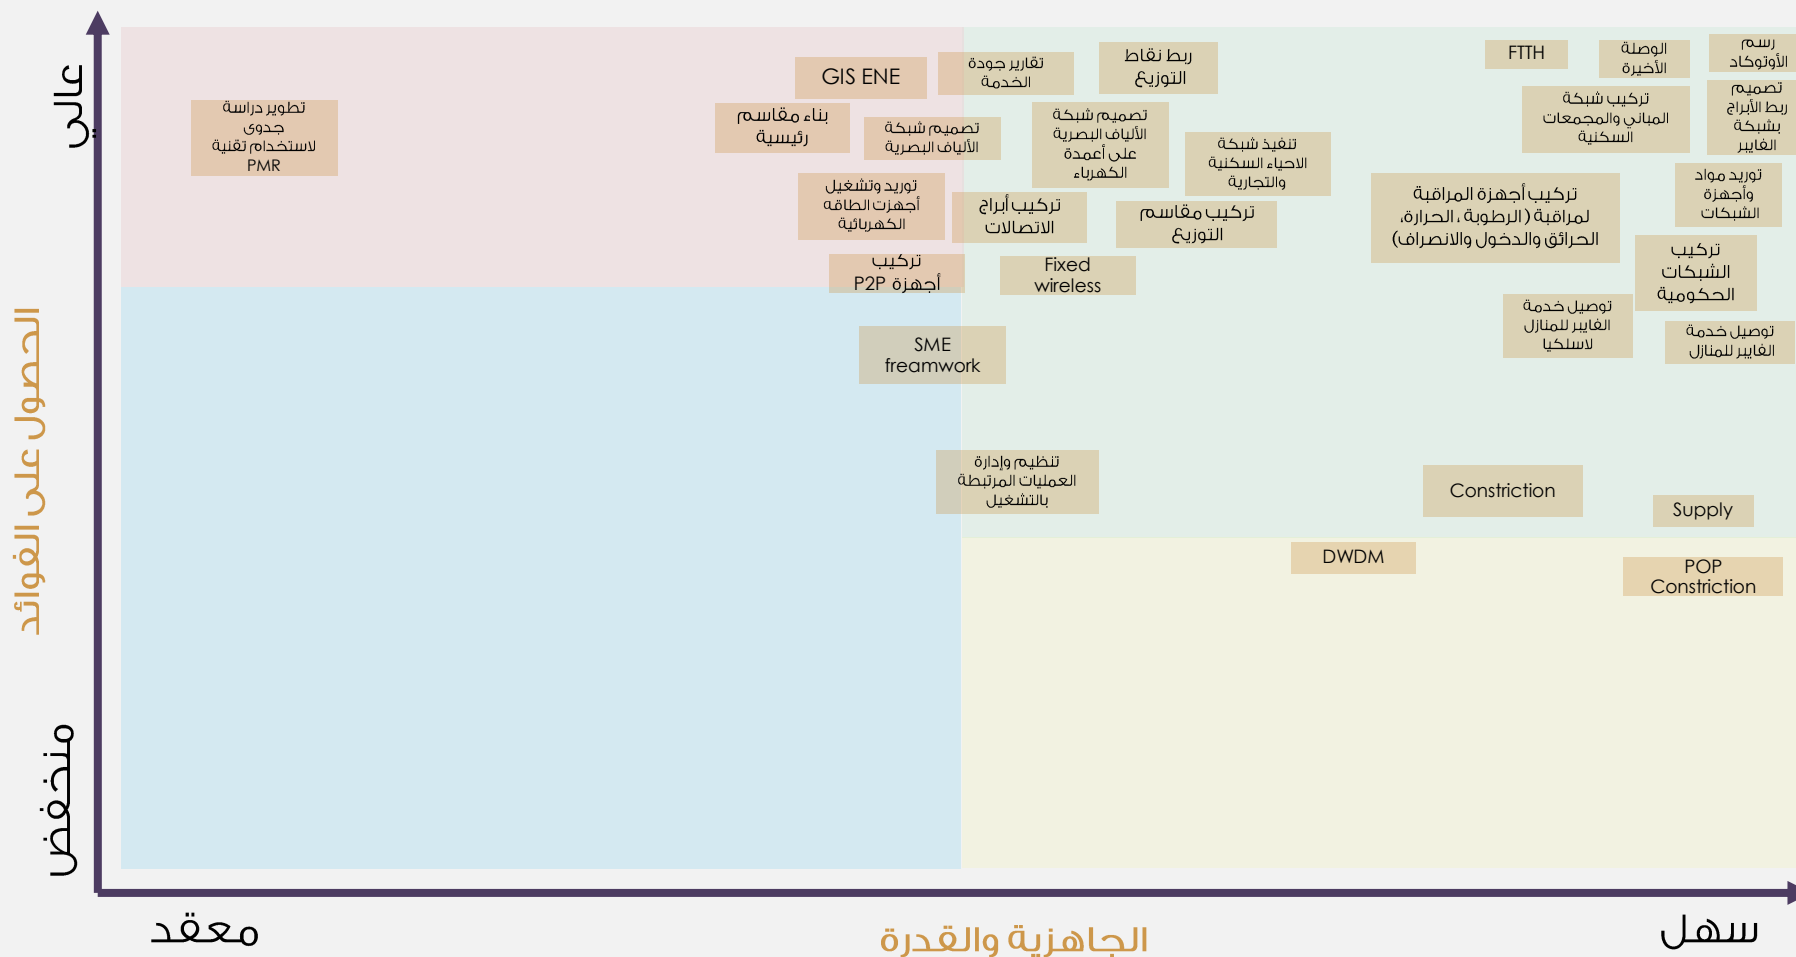 عالي
الحصول على الفوائد
منخفض
تطوير دراسة
جدوى
لاستخدام تقنية
PMR
GIS ENE
بناء مقاسم
رئيسية
تصميم شبكة
الألياف البصرية
توريد وتشغيل
أجهزت الطاقه
الكهربائية
تركيب
أجهزة P2P
تقارير جودة
الخدمة
ربط نقاط
التوزيع
تصميم شبكة
الألياف البصرية
على أعمدة
الكهرباء
تنفيذ شبكة
الاحياء السكنية
والتجارية
تركيب أبراج
الاتصالات
تركيب مقاسم
التوزيع
Fixed
wireless
FTTH
الوصلة
الأخيرة
رسم
الأوتوكاد
تركيب شبكة
المباني والمجمعات
السكنية
تصميم
ربط الأبراج
بشبكة
الفايبر
تركيب أجهزة المراقبة
لمراقبة ( الرطوبة ، الحرارة،
الحرائق والدخول والانصراف)
توريد مواد
وأجهزة
الشبكات
تركيب
الشبكات
الحكومية
توصيل خدمة
الفايبر للمنازل
لاسلكيا
توصيل خدمة
الفايبر للمنازل
SME
freamwork
تنظيم وإدارة
العمليات المرتبطة
بالتشغيل
Constriction
Supply
DWDM
POP
Constriction
معقد
الجاهزية والقدرة
سهل